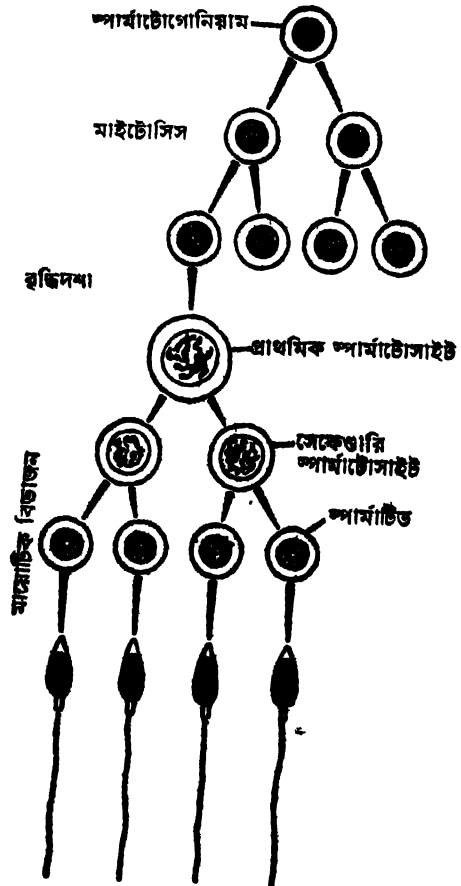 স্পার্মাটোগোনিয়াম
মাইটোসিস
বৃদ্ধিদশা
প্রাথমিক স্পার্মাটোসাইট
সেকেণ্ডারি
স্পার্মাটোসাইট
স্পার্মাটিড
মায়োটিক বিভাজন